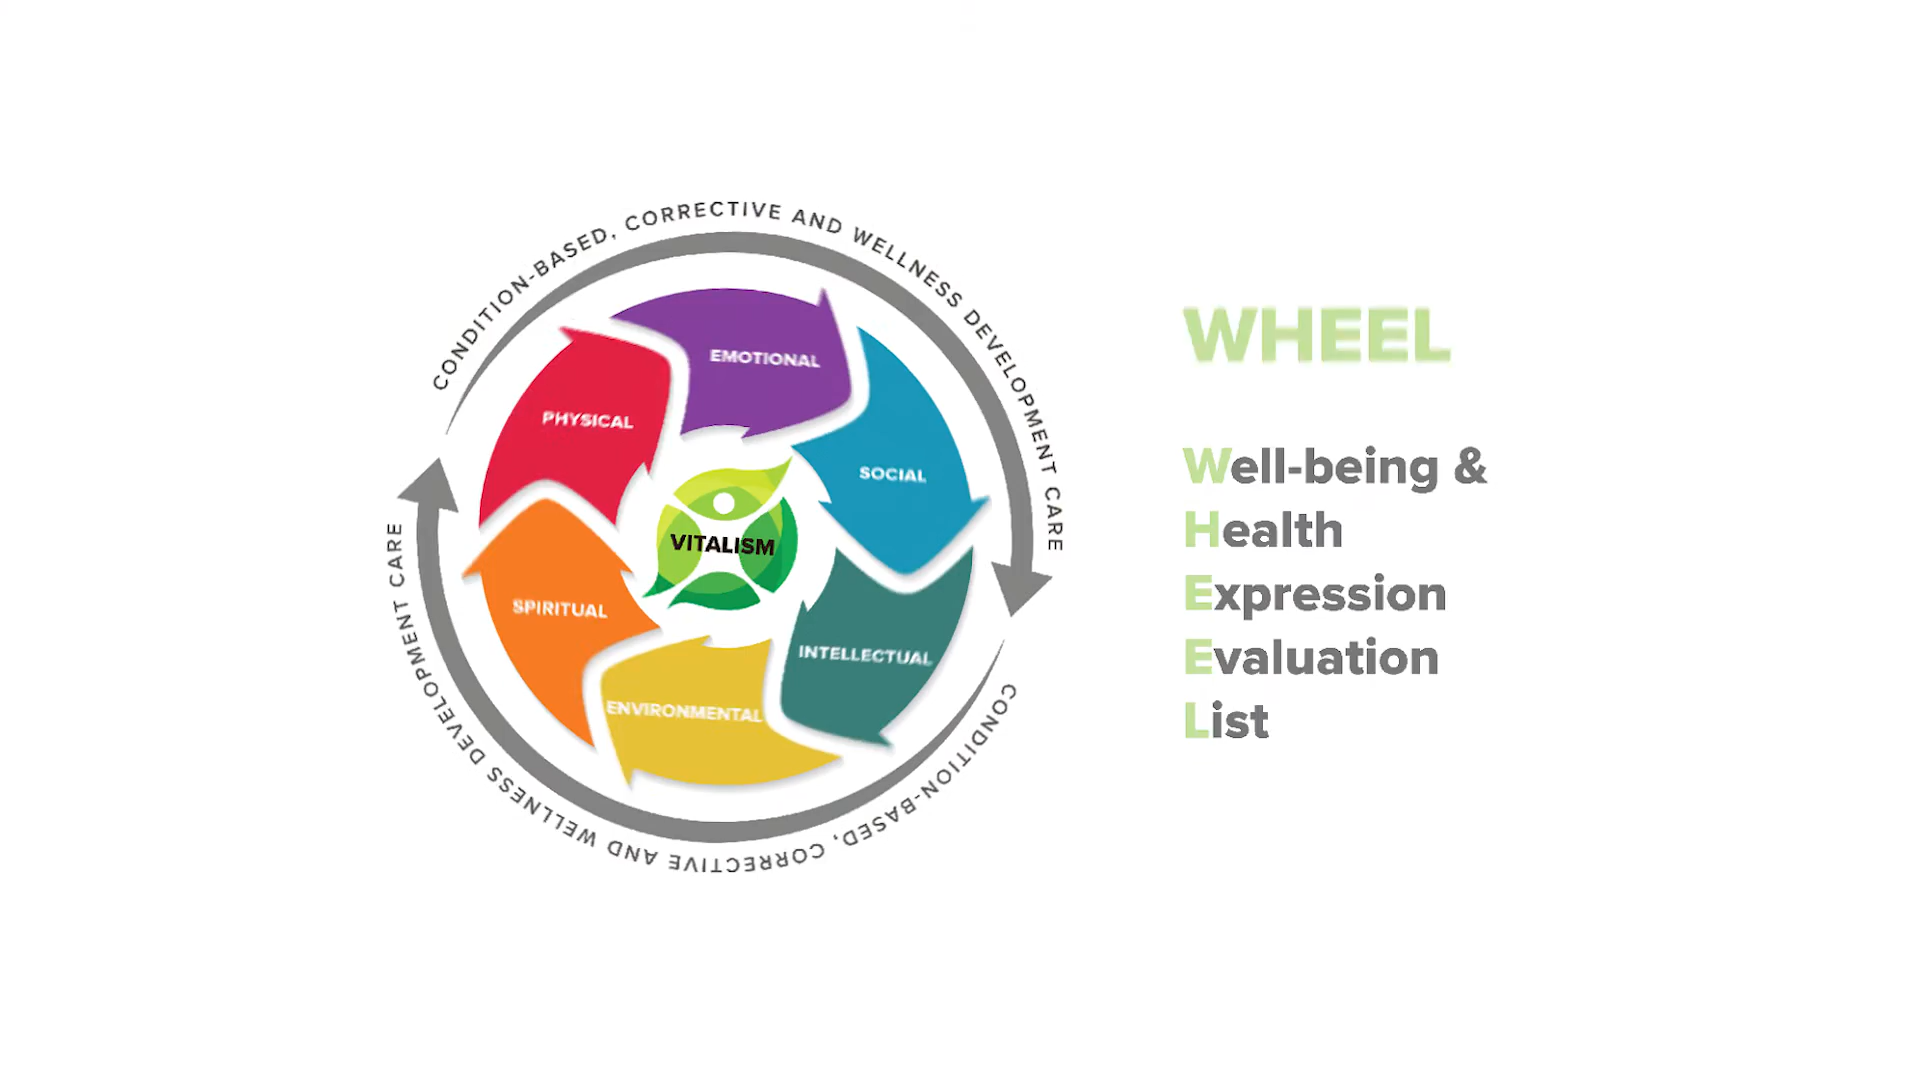 CONDITION-BASED, CORRECTIVE AND WELLNESS DEVELOPMENT CARE
EMOTIONAL
PHYSICAL
SOCIAL
VITALISM
SPIRITUAL
INTELLECTUAL
ENVIRONMENTAL
CONDITION-BASED, CORRECTIVE AND WELLNESS DEVELOPMENT CARE
WHEEL
Well-being &
Health
Expression
Evaluation
List